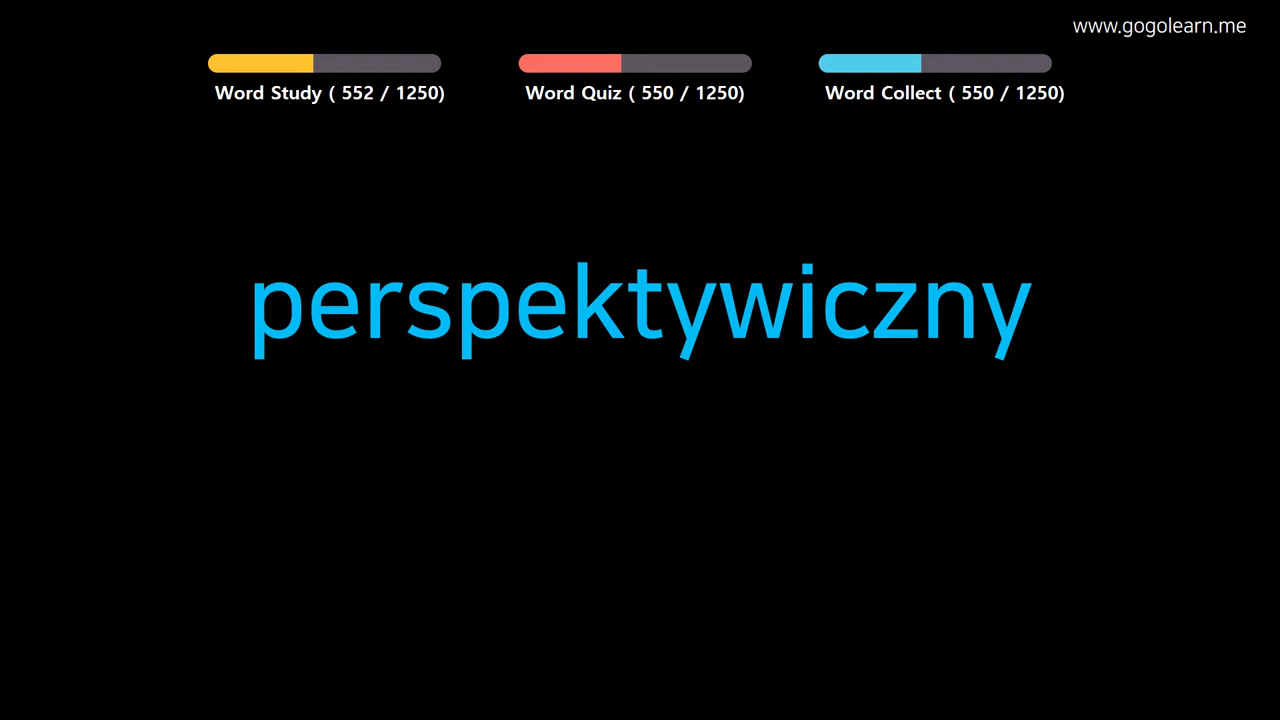 www.gogolearn.me
Word Study ( 552 / 1250)
Word Quiz ( 550 / 1250)
Word Collect ( 550 / 1250)
perspektywiczny